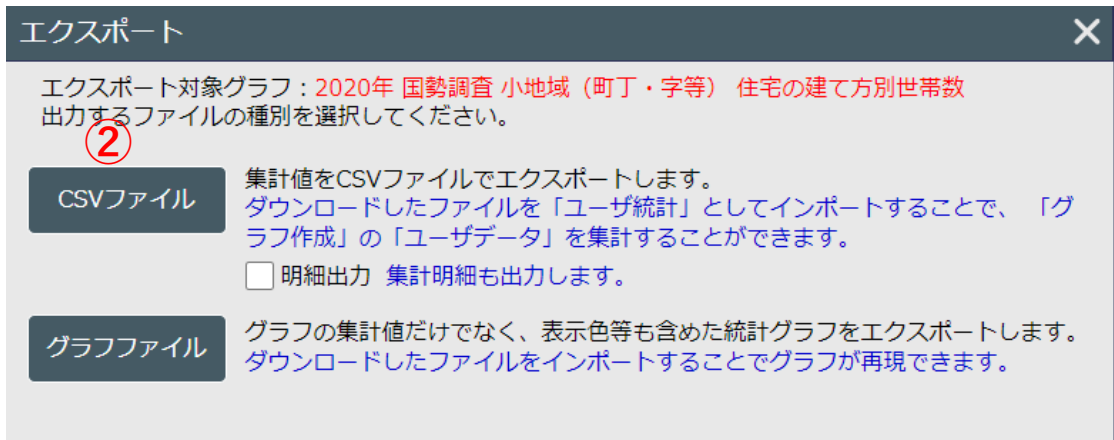 エクスポート
エクスポート対象グラフ:2020年 国勢調査 小地域(町丁・字等) 住宅の建て方別世帯数
出力するファイルの種別を選択してください。
②
CSVファイル
集計値をCSVファイルでエクスポートします。
ダウンロードしたファイルを「ユーザ統計」としてインポートすることで、 「グ
ラフ作成」の「ユーザデータ」を集計することができます。
明細出力 集計明細も出力します。
グラフファイル
グラフの集計値だけでなく、表示色等も含めた統計グラフをエクスポートします。
ダウンロードしたファイルをインポートすることでグラフが再現できます。